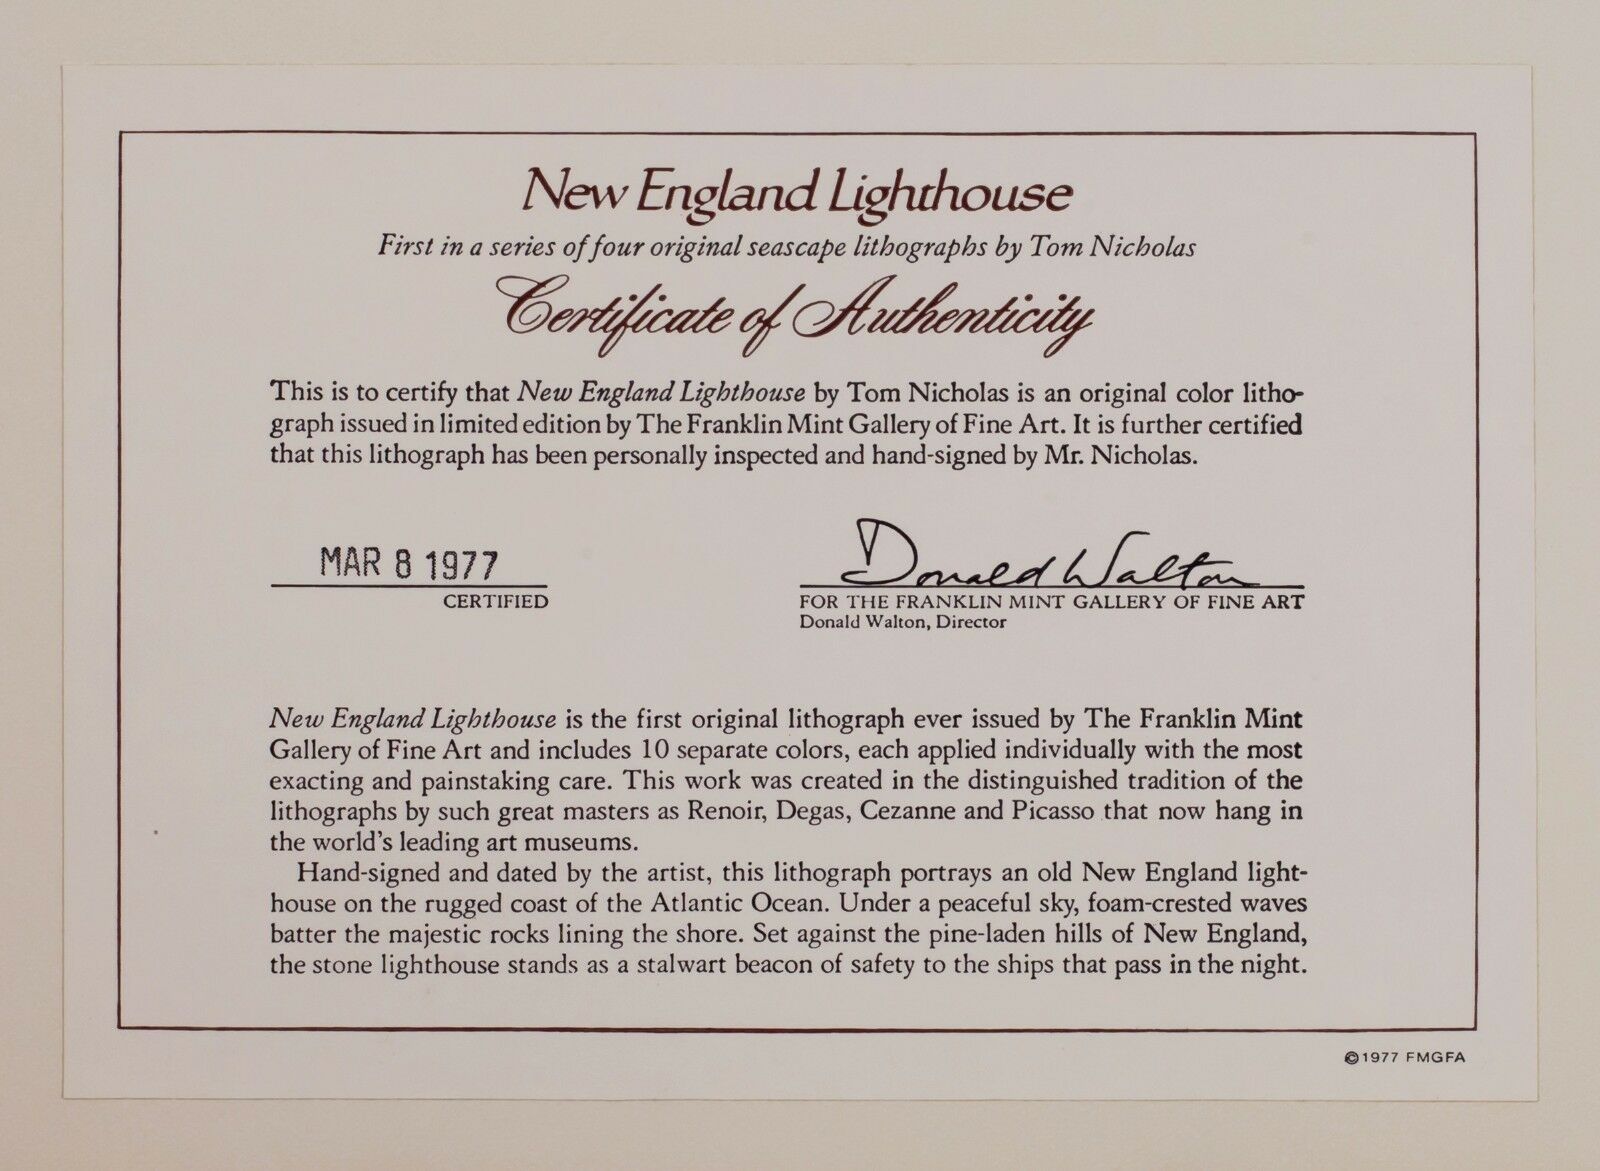 New England Lighthouse
First in a series of four original seascape lithographs by Tom Nicholas
Certificate of Authenticity
This is to certify that New England Lighthouse by Tom Nicholas is an original color litho-
graph issued in limited edition by The Franklin Mint Gallery of Fine Art. It is further certified
that this lithograph has been personally inspected and hand-signed by Mr. Nicholas.
MAR 8 1977
CERTIFIED
Donald Walton
FOR THE FRANKLIN MINT GALLERY OF FINE ART
Donald Walton, Director
New England Lighthouse is the first original lithograph ever issued by The Franklin Mint
Gallery of Fine Art and includes 10 separate colors, each applied individually with the most
exacting and painstaking care. This work was created in the distinguished tradition of the
lithographs by such great masters as Renoir, Degas, Cezanne and Picasso that now hang in
the world's leading art museums.
Hand-signed and dated by the artist, this lithograph portrays an old New England light-
house on the rugged coast of the Atlantic Ocean. Under a peaceful sky, foam-crested waves
batter the majestic rocks lining the shore. Set against the pine-laden hills of New England,
the stone lighthouse stands as a stalwart beacon of safety to the ships that pass in the night.
©1977 FMGFA